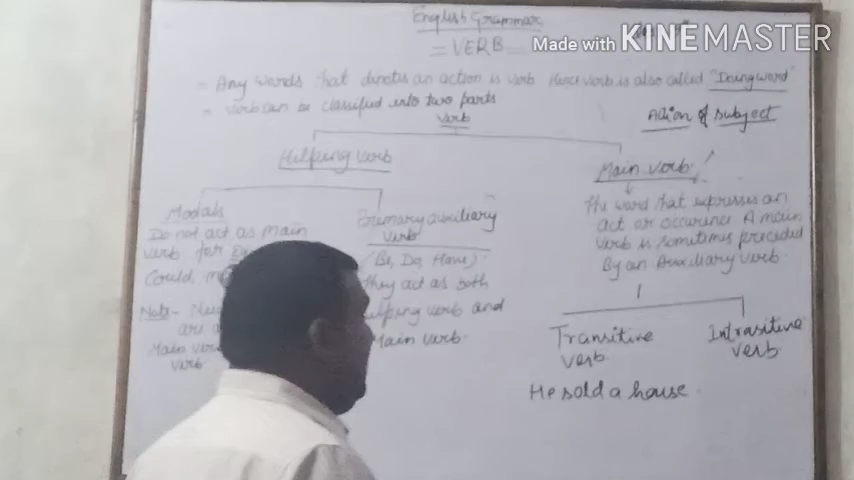 English Grammar
Made with KINEMASTER
= VERB =
- Any words that denotes an action is verb Hence verb is also called "Doing word"
- Verb can be classified into two parts
Action of subject
Verb
Helping verb
Main verb
Modals
Do not act as main
verb for
Could,
Note-
are
Main verb
verb
Primary auxiliary
verb
(Be, Do, Have).
They act as both
helping verb and
Main verb.
The word that expresses an
act or occurence. A main
verb is sometimes preceded
By an Auxiliary verb.
Transitive
verb
Intrasitive
verb
He sold a house.